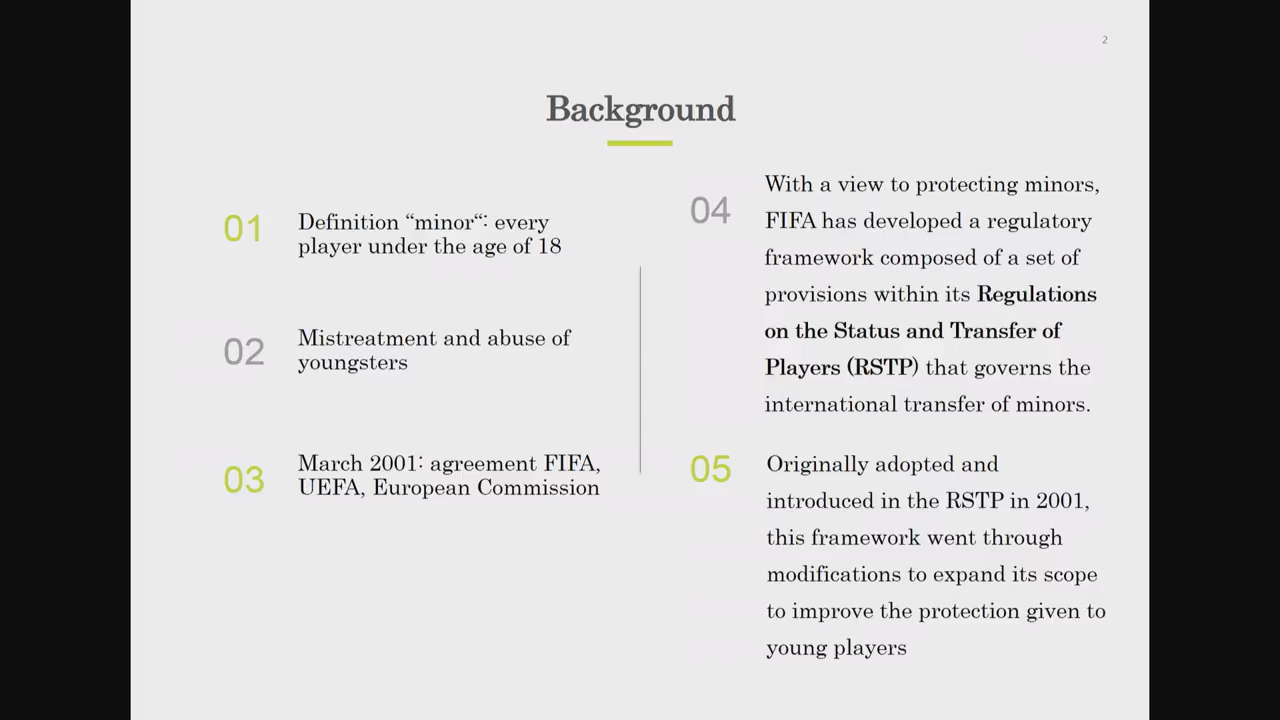 2
Background
01
Definition “minor“: every
player under the age of 18
02
Mistreatment and abuse of
youngsters
03
March 2001: agreement FIFA,
UEFA, European Commission
04
With a view to protecting minors,
FIFA has developed a regulatory
framework composed of a set of
provisions within its Regulations
on the Status and Transfer of
Players (RSTP) that governs the
international transfer of minors.
05
Originally adopted and
introduced in the RSTP in 2001,
this framework went through
modifications to expand its scope
to improve the protection given to
young players